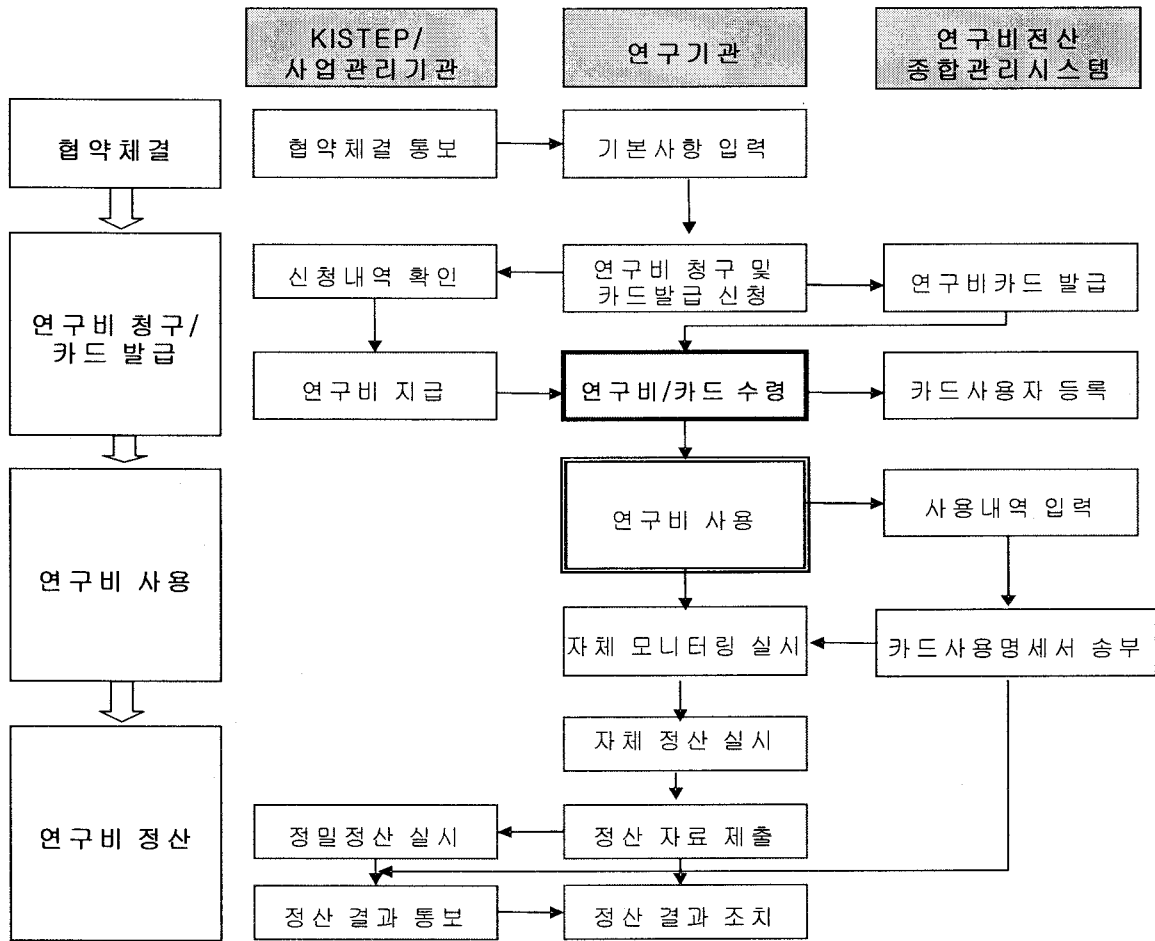 KISTEP/
사업관리기관
연구기관
연구비전산
종합관리시스템
협약체결
협약체결 통보
기본사항 입력
연구비 청구/
카드 발급
신청내역 확인
연구비 청구 및
카드발급 신청
연구비카드 발급
연구비 지급
연구비/카드 수령
카드사용자 등록
연구비 사용
연구비 사용
사용내역 입력
자체 모니터링 실시
카드사용명세서 송부
연구비 정산
자체 정산 실시
정밀정산 실시
정산 자료 제출
정산 결과 통보
정산 결과 조치